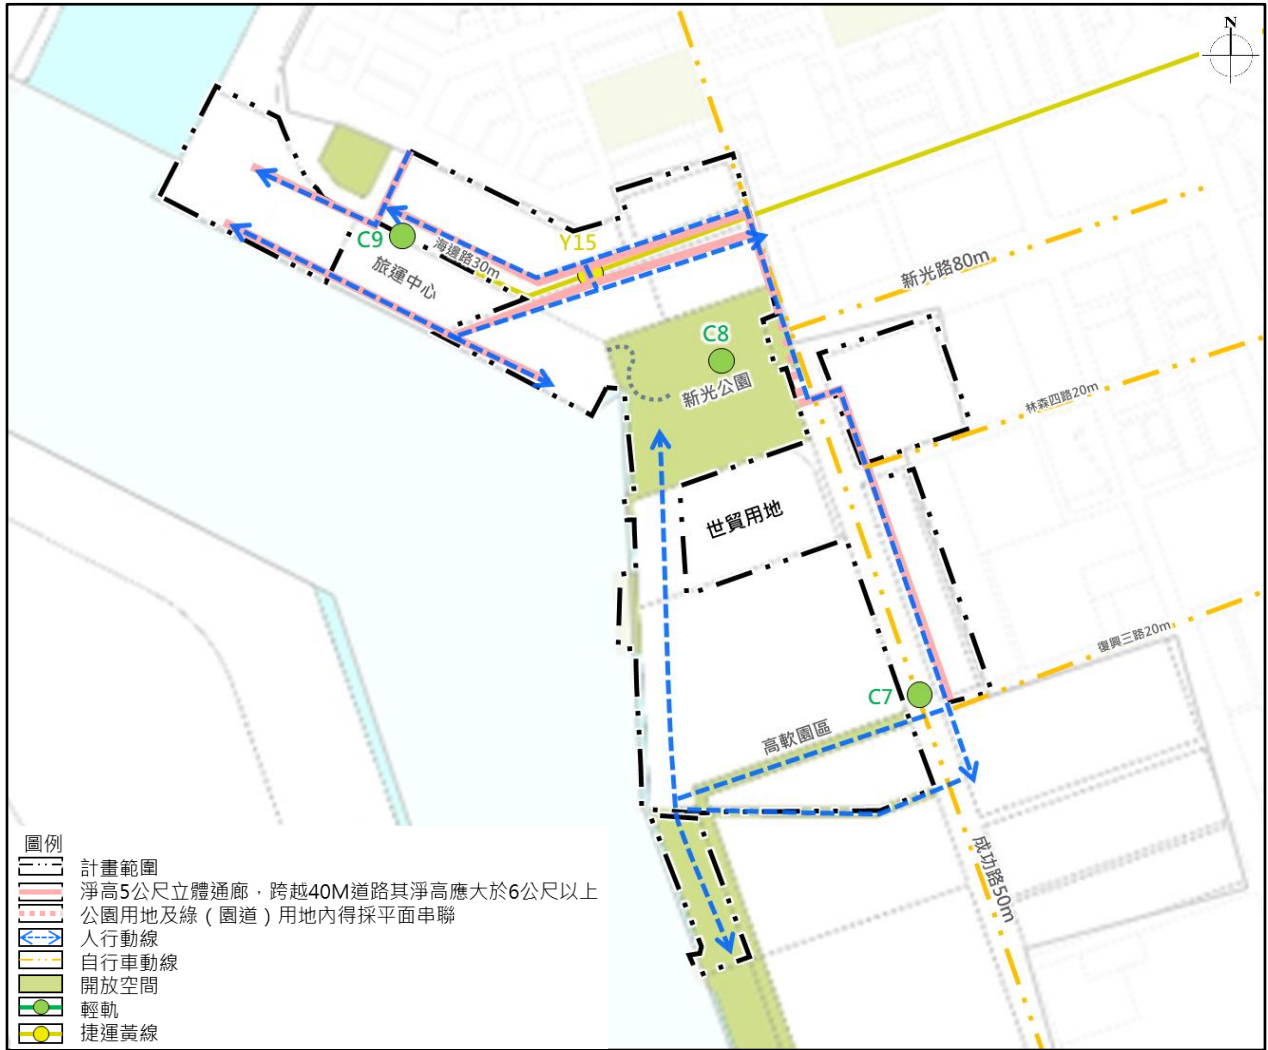 N
Y15
C9
海邊路30m
旅運中心
新光路80m
C8
新光公園
林森四路20m
世貿用地
復興三路20m
C7
高軟園區
成功路50m
圖例
計畫範圍
淨高5公尺立體通廊，跨越40M道路其淨高應大於6公尺以上
公園用地及綠（園道）用地內得採平面串聯
人行動線
自行車動線
開放空間
輕軌
捷運黃線